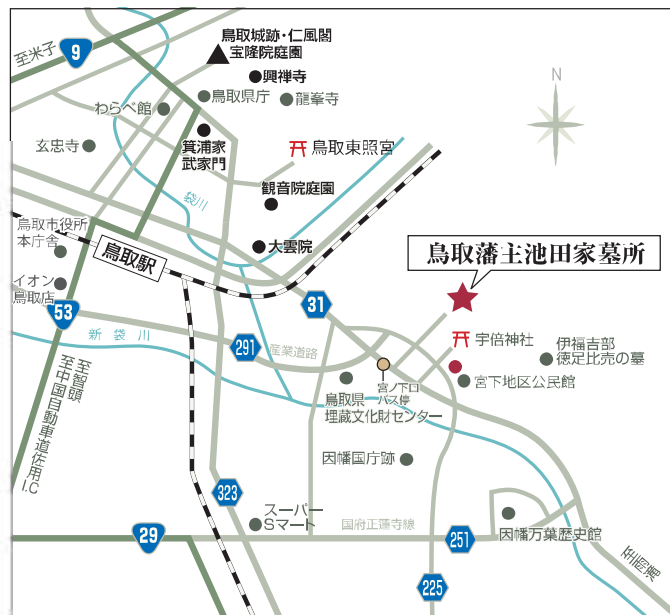 至米子
9
鳥取城跡・仁風閣
宝隆院庭園
興禅寺
鳥取県庁
龍峯寺
わらべ館
玄忠寺
箕浦家
武家門
鳥取東照宮
N
袋川
観音院庭園
鳥取市役所
本庁舎
鳥取駅
大雲院
鳥取藩主池田家墓所
イオン
鳥取店
53
31
新袋川
291
産業道路
宇倍神社
伊福吉部
徳足比売の墓
宮ノ下口
バス停
宮下地区公民館
鳥取県
埋蔵文化財センター
至智頭
至中国自動車道佐用I.C
因幡国庁跡
323
スーパー
Sマート
国府正蓮寺線
29
251
因幡万葉歴史館
225